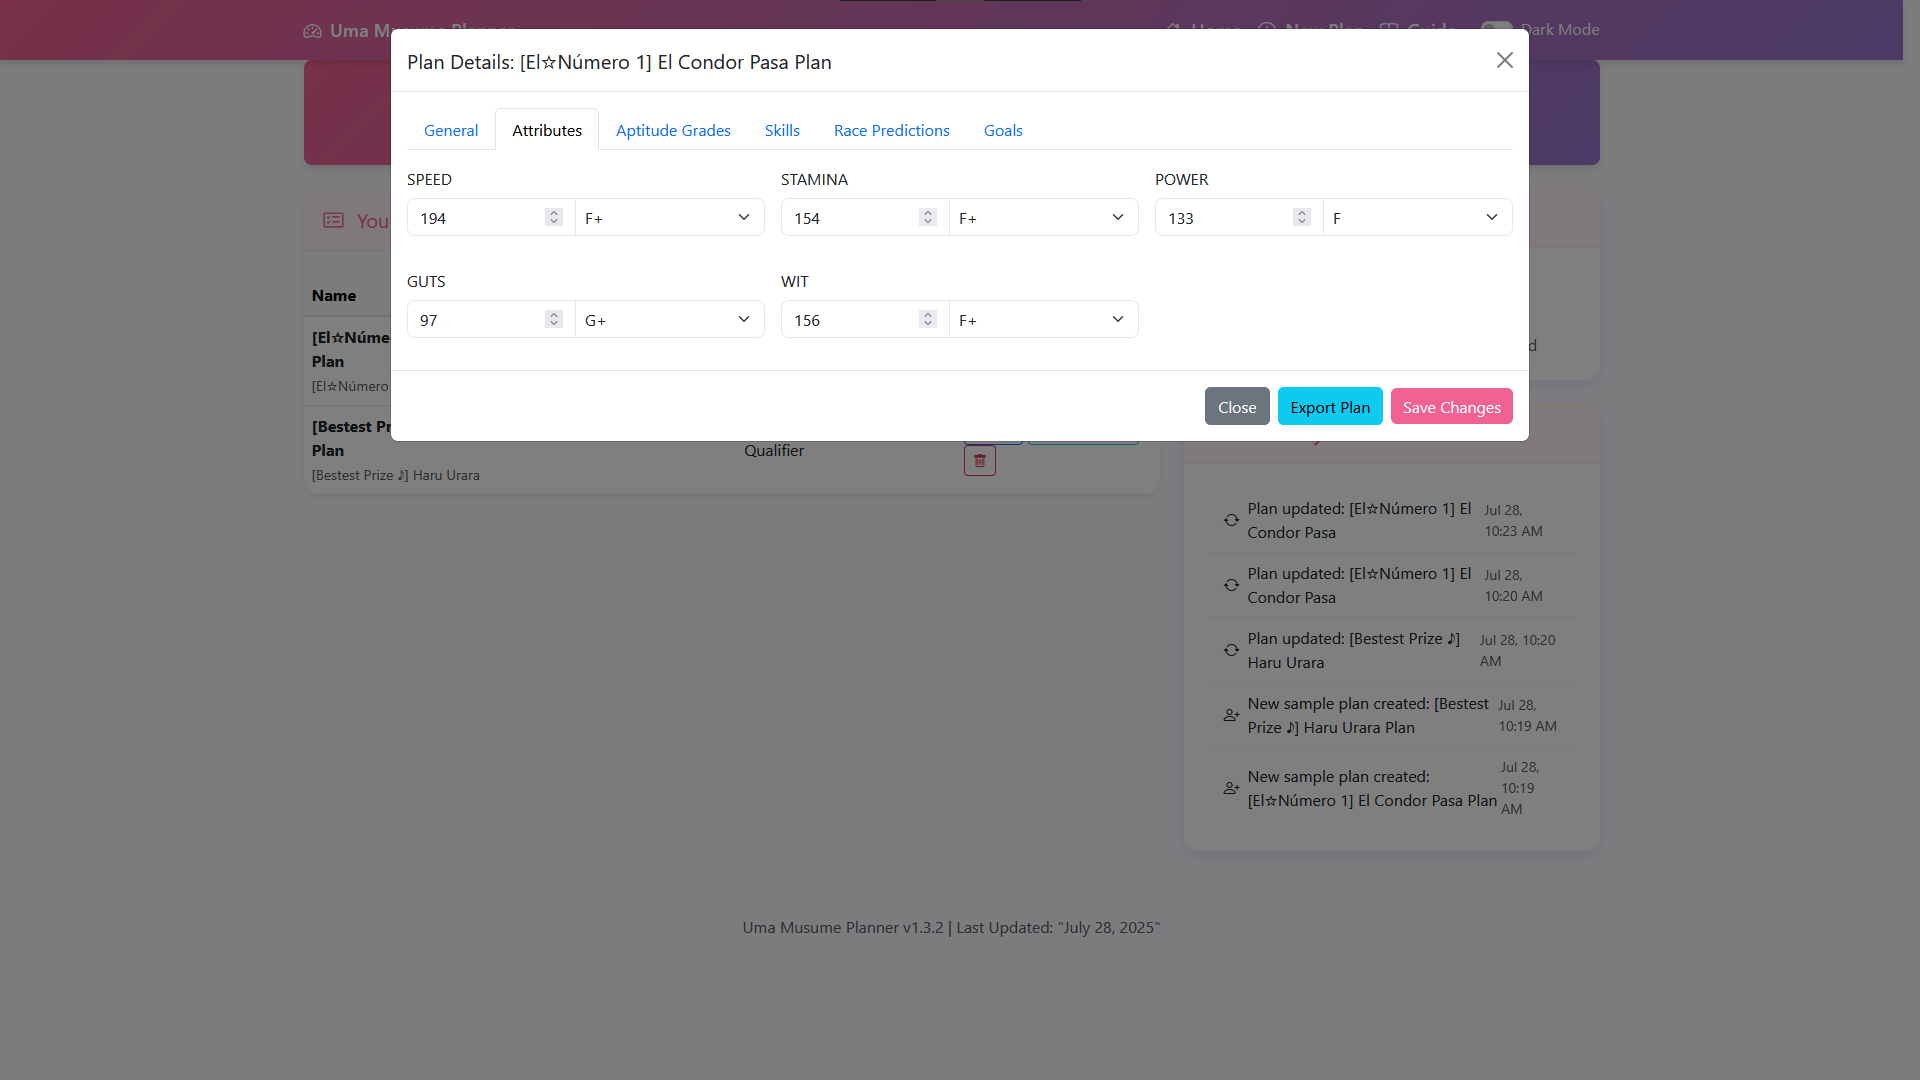 Uma M
Dark Mode
Plan Details: [El☆Número 1] El Condor Pasa Plan
General
Attributes
Aptitude Grades
Skills
Race Predictions
Goals
SPEED
STAMINA
POWER
194
F+
154
F+
133
F
GUTS
WIT
97
G+
156
F+
Close
Export Plan
Save Changes
You
Name
[El☆Núme
Plan
[El☆Número
[Bestest Pr
Plan
[Bestest Prize ♪] Haru Urara
Qualifier
d
Plan updated: [El☆Número 1] El
Condor Pasa
Jul 28,
10:23 AM
Plan updated: [El☆Número 1] El
Condor Pasa
Jul 28,
10:20 AM
Plan updated: [Bestest Prize ♪]
Haru Urara
Jul 28, 10:20
AM
New sample plan created: [Bestest
Prize ♪] Haru Urara Plan
Jul 28,
10:19 AM
New sample plan created:
[El☆Número 1] El Condor Pasa Plan
Jul 28,
10:19
AM
Uma Musume Planner v1.3.2 | Last Updated: "July 28, 2025"